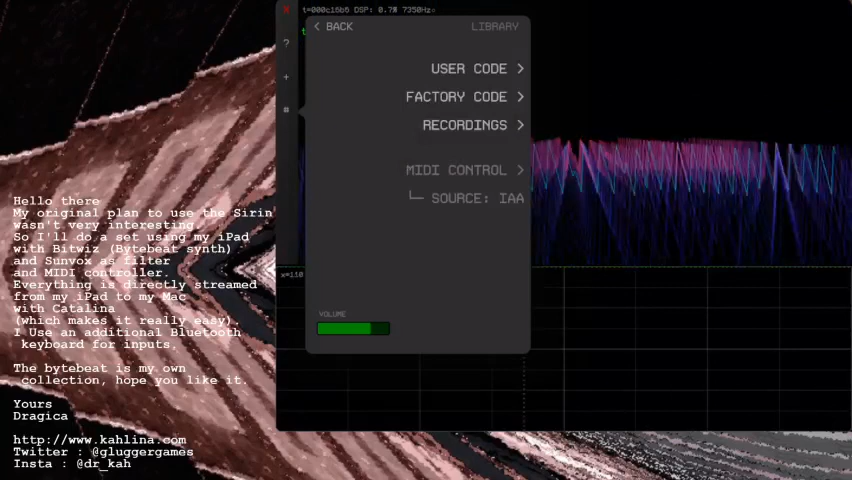 t=000c16b6 DSP: 0.7% 7350Hz
< BACK
LIBRARY
?
USER CODE >
+
FACTORY CODE >
#
RECORDINGS >
MIDI CONTROL >
SOURCE: IAA
VOLUME
Hello there
My original plan to use the Sirin
wasn't very interesting.
So I'll do a set using my iPad
with Bitwiz (Bytebeat synth)
and Sunvox as filter
and MIDI controller.
Everything is directly streamed
from my iPad to my Mac
with Catalina
(which makes it really easy).
I Use an additional Bluetooth
keyboard for inputs.
The bytebeat is my own
collection, hope you like it.
Yours
Dragica
http://www.kahlina.com
Twitter : @gluggergames
Insta : @dr_kah